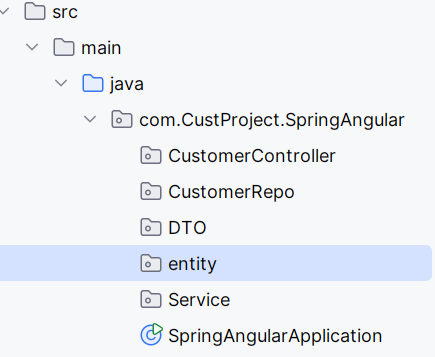 src
main
java
com.CustProject.SpringAngular
CustomerController
CustomerRepo
DTO
entity
Service
SpringAngularApplication